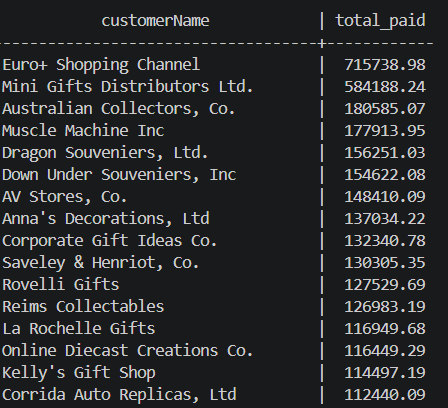 customerName | total_paid
----------------------------------+------------
Euro+ Shopping Channel | 715738.98
Mini Gifts Distributors Ltd. | 584188.24
Australian Collectors, Co. | 180585.07
Muscle Machine Inc | 177913.95
Dragon Souveniers, Ltd. | 156251.03
Down Under Souveniers, Inc | 154622.08
AV Stores, Co. | 148410.09
Anna's Decorations, Ltd | 137034.22
Corporate Gift Ideas Co. | 132340.78
Saveley & Henriot, Co. | 130305.35
Rovelli Gifts | 127529.69
Reims Collectables | 126983.19
La Rochelle Gifts | 116949.68
Online Diecast Creations Co. | 116449.29
Kelly's Gift Shop | 114497.19
Corrida Auto Replicas, Ltd | 112440.09